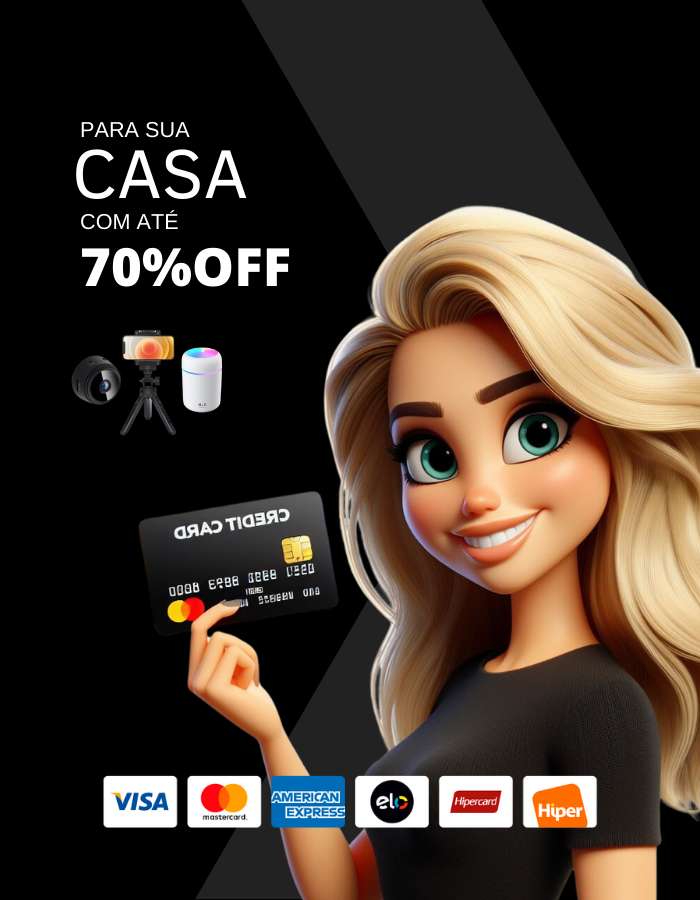 PARA SUA
CASA
COM ATÉ
70%OFF
CREDIT CARD
VISA
mastercard.
AMERICAN
EXPRESS
elo
Hipercard
Hiper